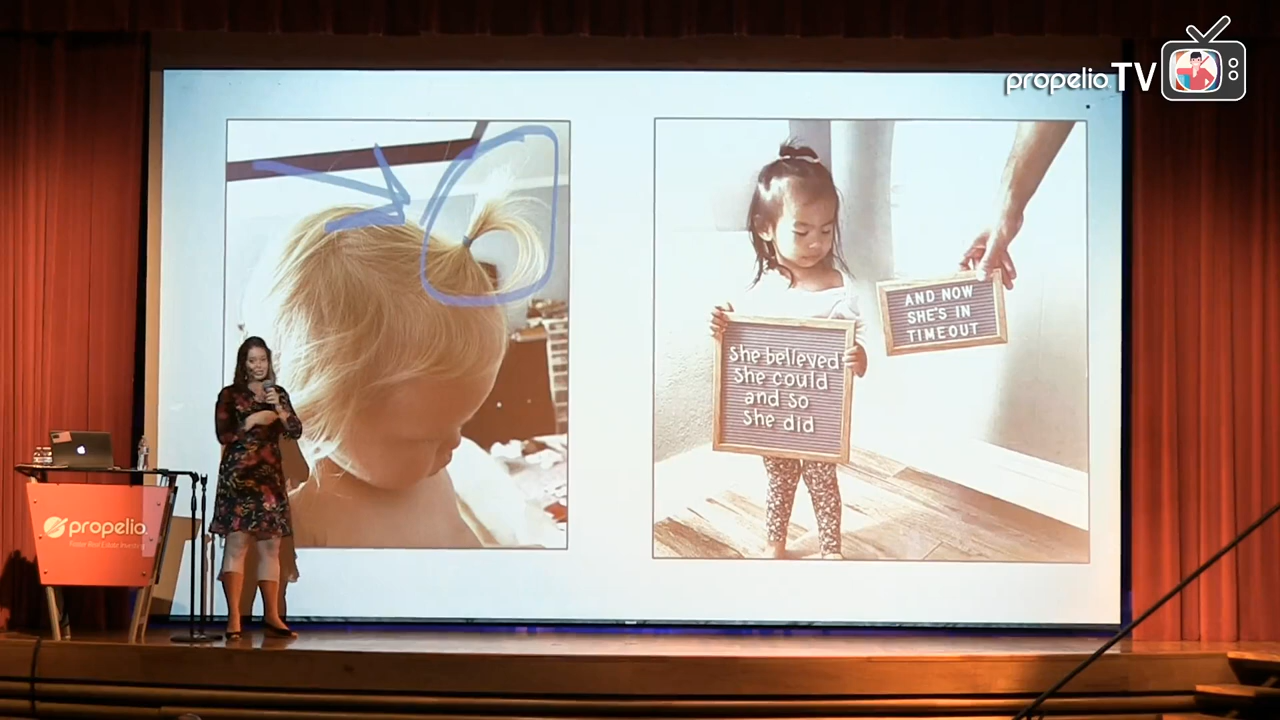 propelio TV
AND NOW
SHE'S IN
TIMEOUT
she believed
she could
and so
she did
propelio